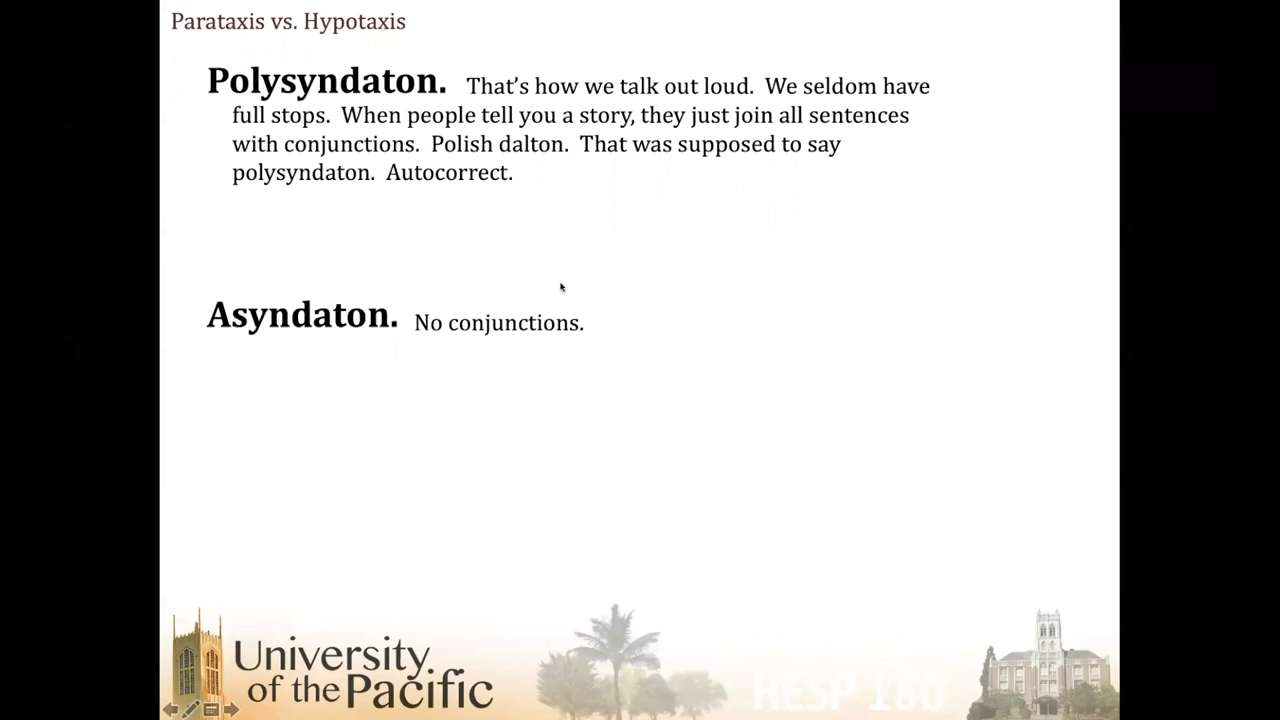 Parataxis vs. Hypotaxis
Polysyndaton. That’s how we talk out loud. We seldom have
full stops. When people tell you a story, they just join all sentences
with conjunctions. Polish dalton. That was supposed to say
polysyndaton. Autocorrect.
Asyndaton. No conjunctions.
University
of the Pacific
HESP 100